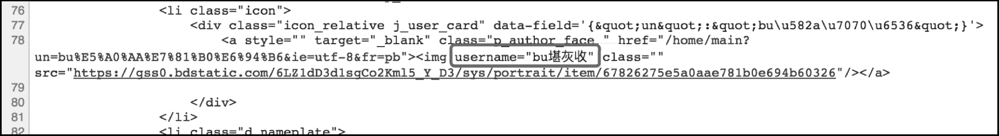 76 <li class="icon">
77 <div class="icon_relative j_user_card" data-field='{&quot;un&quot;:&quot;bu\u582a\u7070\u6536&quot;}'>
78 <a style="" target="_blank" class="p_author_face " href="/home/main?
un=bu%E5%A0%AA%E7%81%B0%E6%94%B6&ie=utf-8&fr=pb"><img username="bu堪灰收" class=""
src="https://gss0.bdstatic.com/6LZ1dD3d1sgCo2Kml5_Y_D3/sys/portrait/item/67826275e5a0aae781b0e694b60326"/></a>
79
80 </div>
81 </li>
82 <li class="d_nameplate">